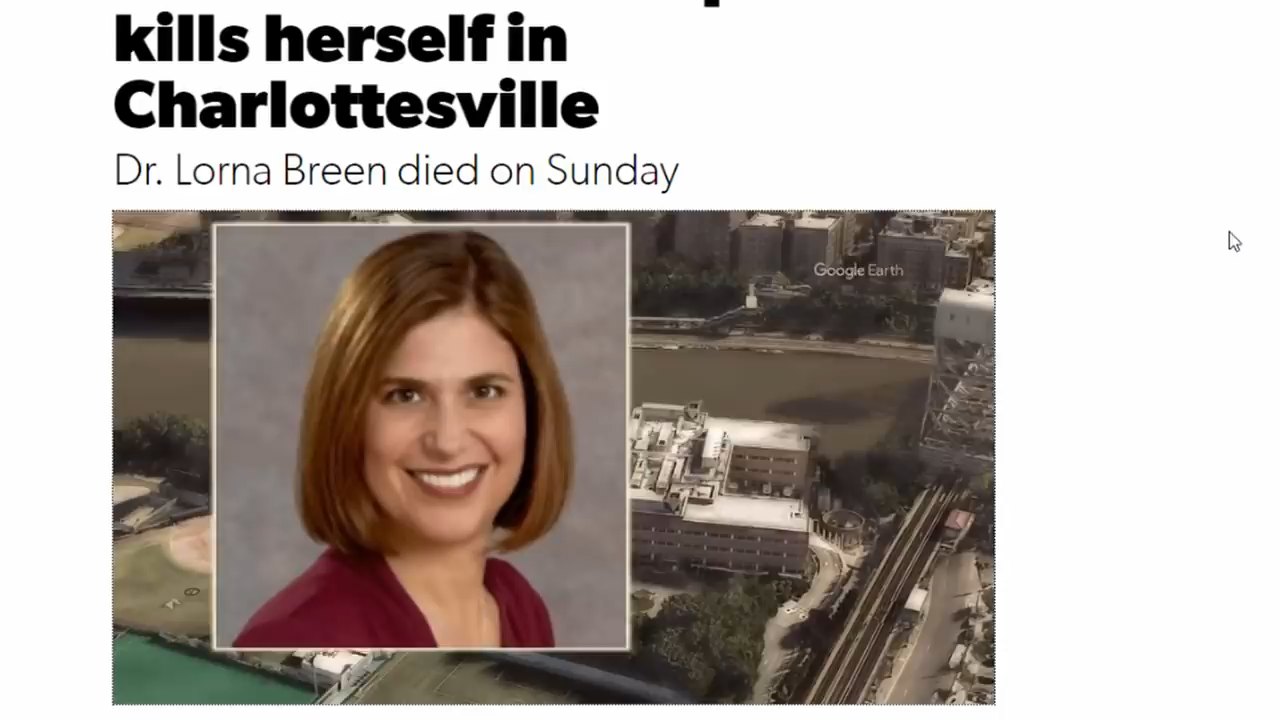 kills herself in
Charlottesville
Dr. Lorna Breen died on Sunday
Google Earth